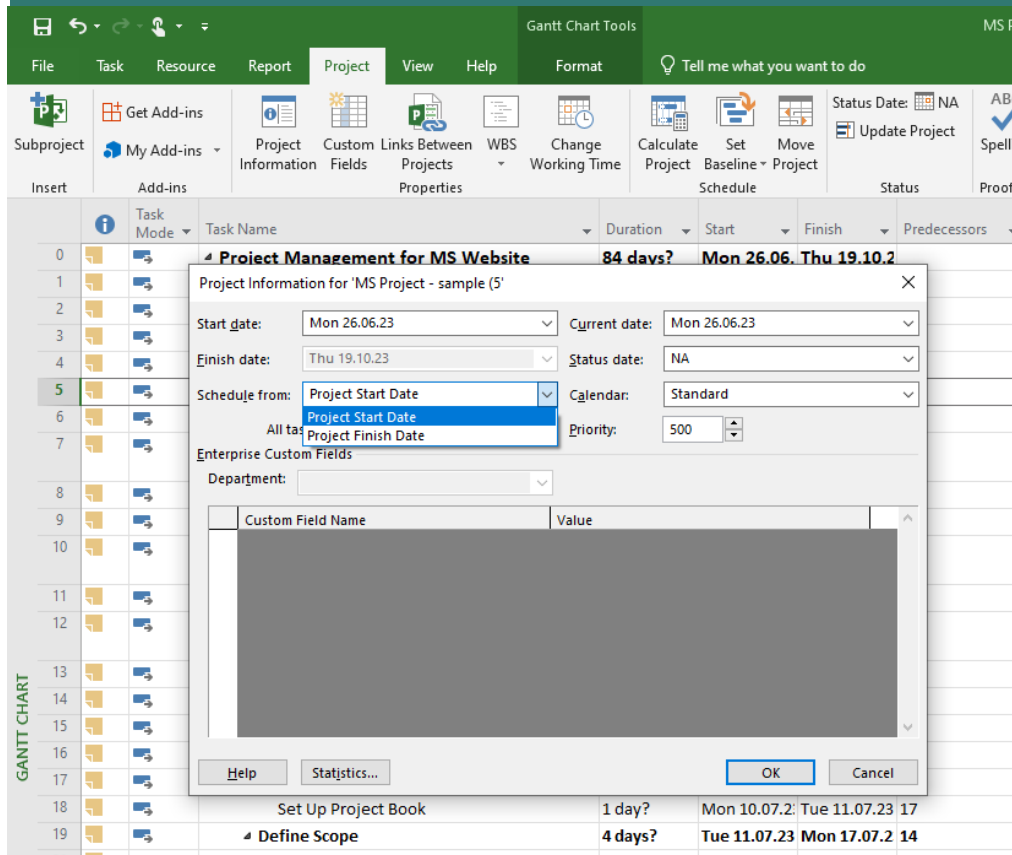 Gantt Chart Tools
MS P
File Task Resource Report Project View Help Format Tell me what you want to do
Subproject
Get Add-ins
My Add-ins
Project Information
Custom Fields
Links Between Projects
WBS
Change Working Time
Calculate Project
Set Baseline
Move Project
Status Date: NA
Update Project
ABC
Spell
Insert Add-ins Properties Schedule Status Proof
Task Mode Task Name Duration Start Finish Predecessors
0 Project Management for MS Website 84 days? Mon 26.06. Thu 19.10.2
Project Information for 'MS Project - sample (5'
Start date: Mon 26.06.23 Current date: Mon 26.06.23
Finish date: Thu 19.10.23 Status date: NA
Schedule from: Project Start Date Calendar: Standard
Project Start Date
All tas Project Finish Date Priority: 500
Enterprise Custom Fields
Department:
Custom Field Name Value
Help Statistics... OK Cancel
1
2
3
4
5
6
7
8
9
10
11
12
13
14
15
16
17
18 Set Up Project Book 1 day? Mon 10.07.2 Tue 11.07.23 17
19 Define Scope 4 days? Tue 11.07.23 Mon 17.07.2 14
GANTT CHART